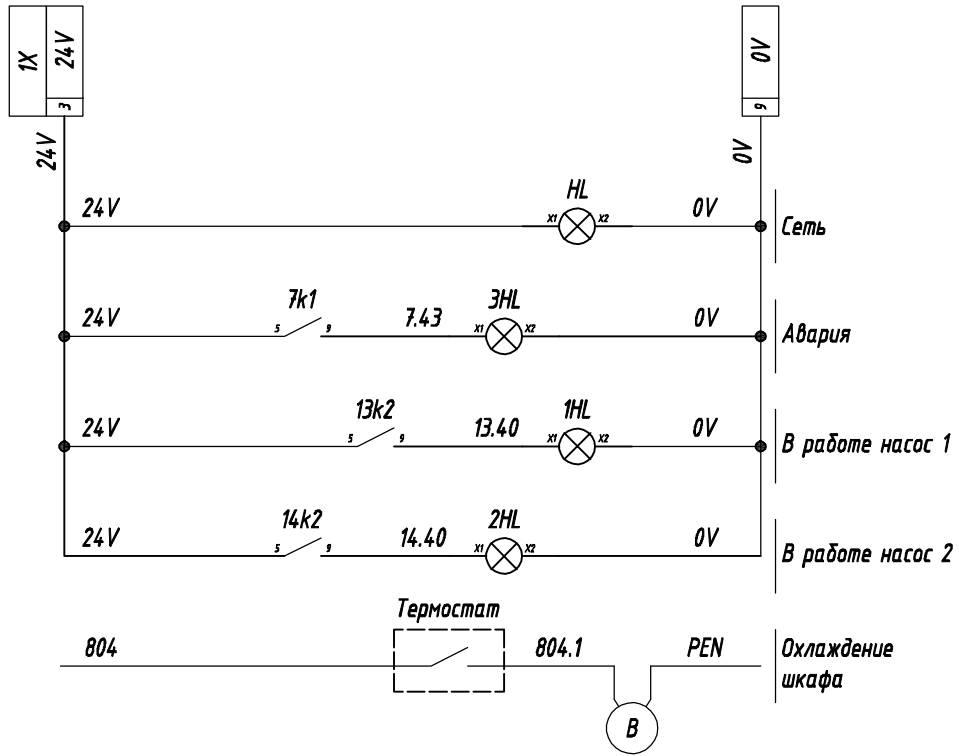 1X 24V 0V
3 9
24V 0V
24V HL 0V
X1 X2
Сеть
24V 7k1 7.43 3HL 0V
5 9 X1 X2
Авария
24V 13k2 13.40 1HL 0V
5 9 X1 X2
В работе насос 1
24V 14k2 14.40 2HL 0V
5 9 X1 X2
В работе насос 2
Термостат
804 804.1 PEN
Охлаждение
шкафа
В